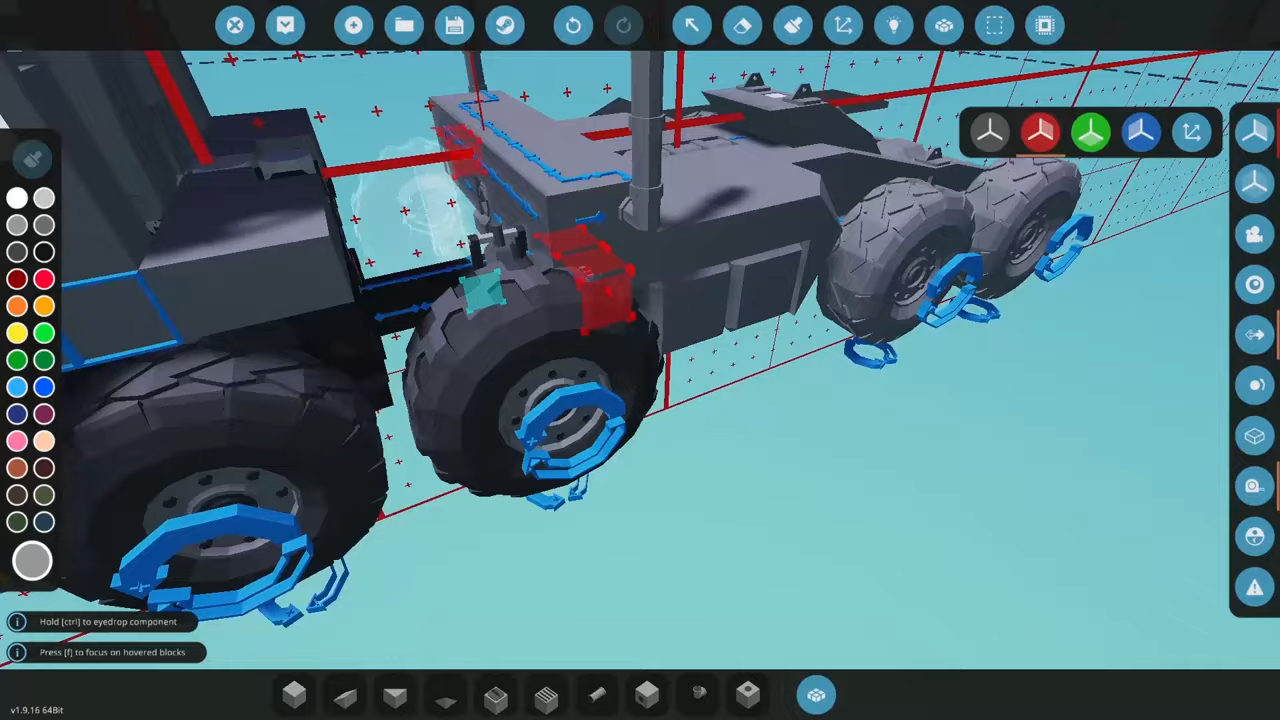 Hold [ctrl] to eyedrop component
Press [f] to focus on hovered blocks
v1.9.16 64Bit